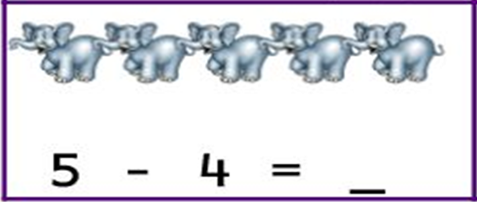 5 - 4 = _